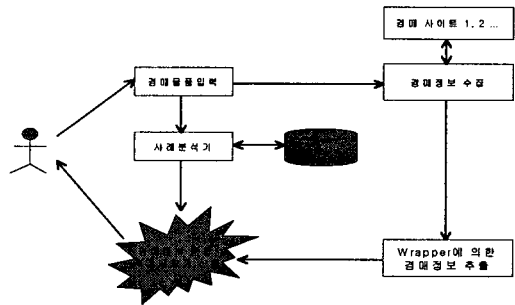 경매 사이트 1, 2 ...
경매물품입력
경매정보 수집
사례분석기
Wrapper에 의한
경매정보 추출